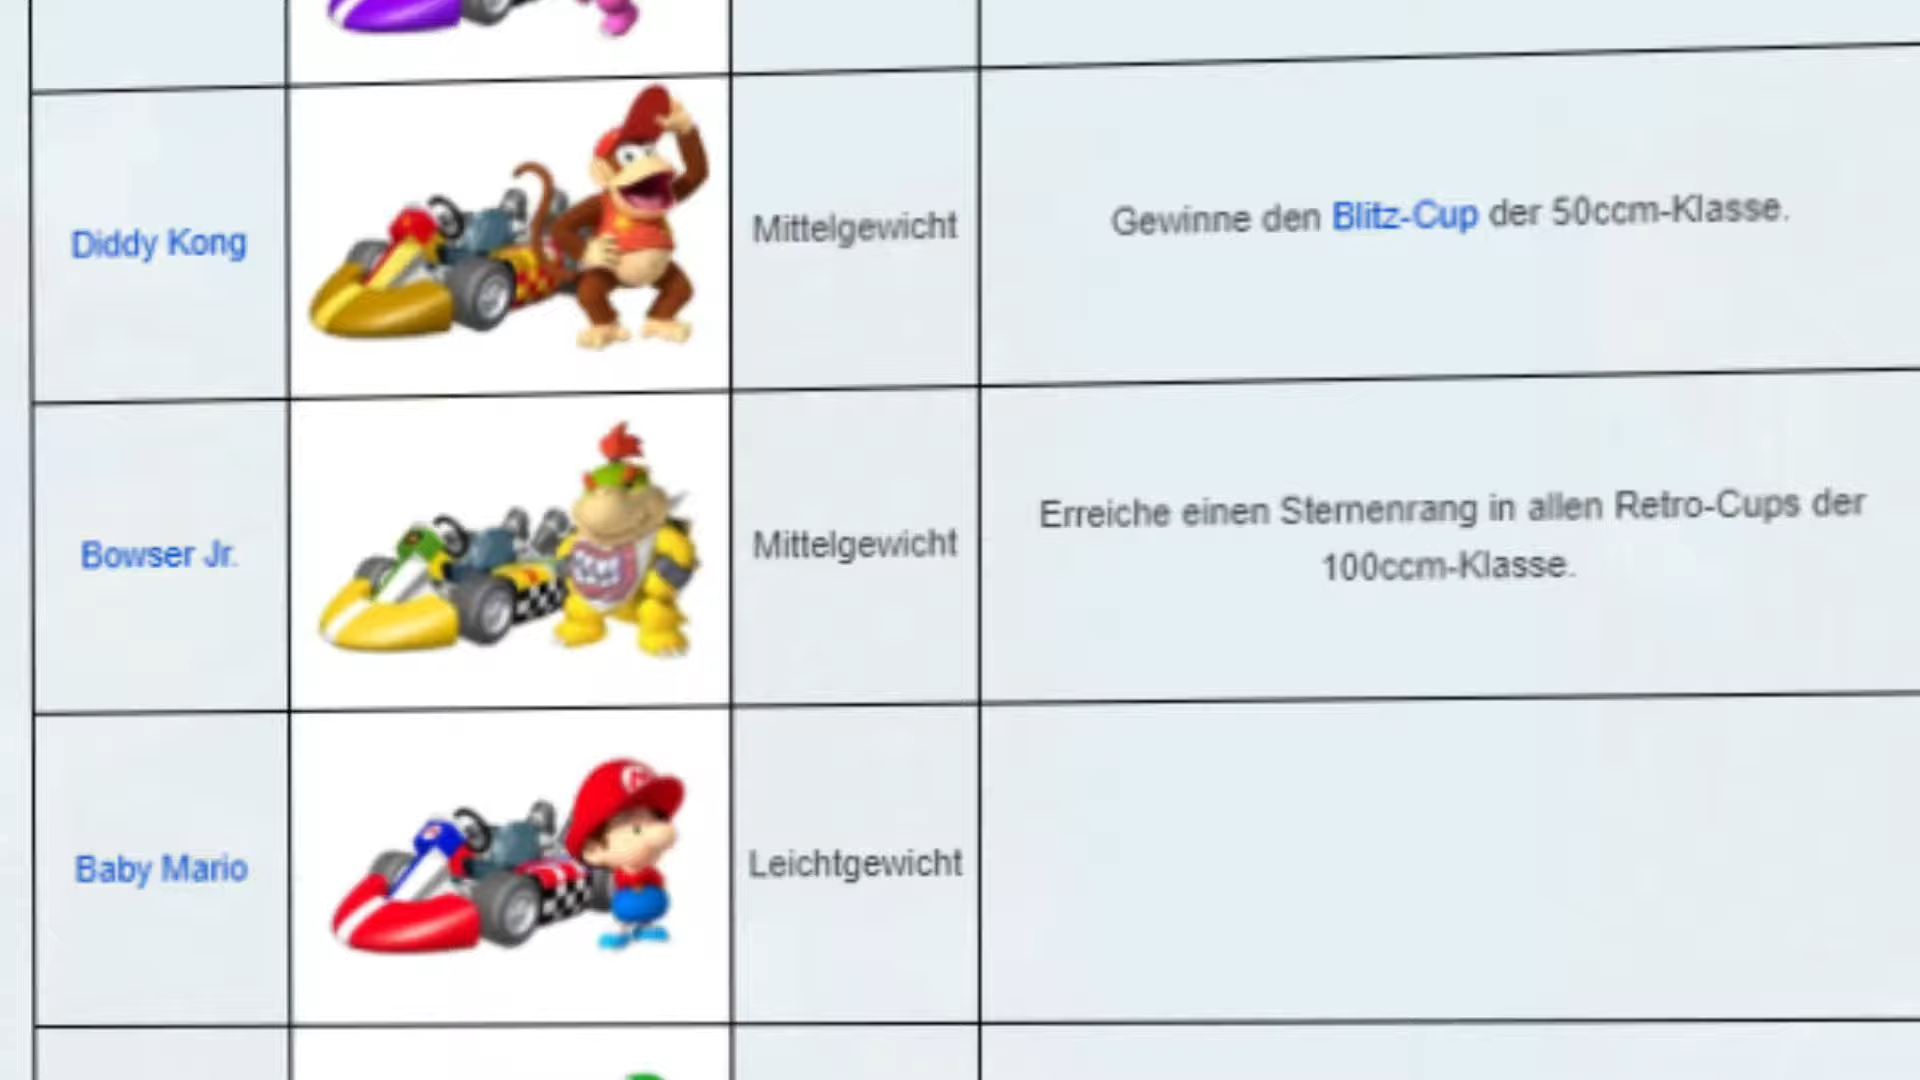 Diddy Kong
Mittelgewicht
Gewinne den Blitz-Cup der 50ccm-Klasse.
Bowser Jr.
Mittelgewicht
Erreiche einen Sternenrang in allen Retro-Cups der
100ccm-Klasse.
Baby Mario
Leichtgewicht